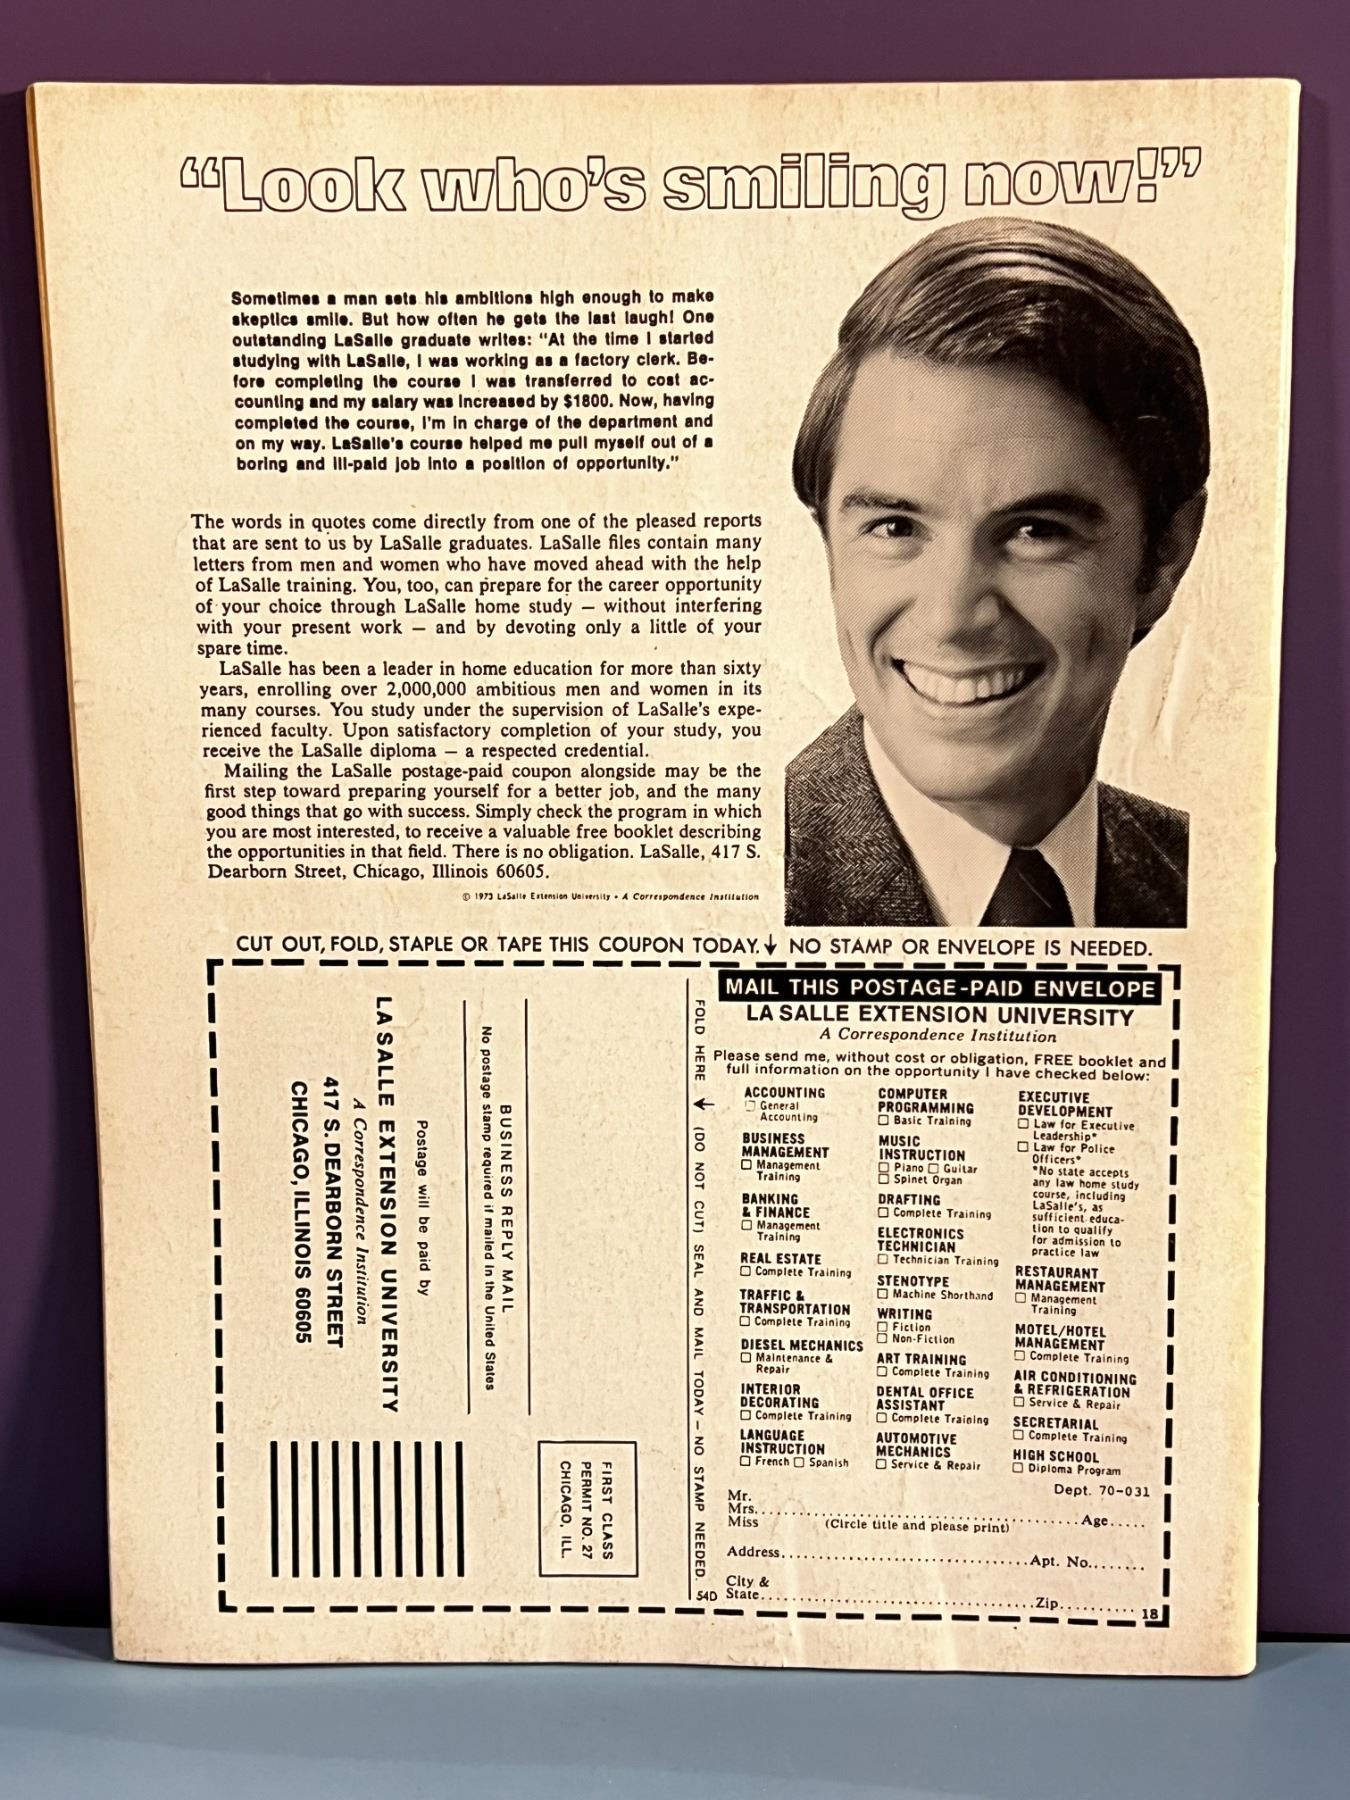 “Look who’s smiling now!”
Sometimes a man sets his ambitions high enough to make
skeptics smile. But how often he gets the last laugh! One
outstanding LaSalle graduate writes: "At the time I started
studying with LaSalle, I was working as a factory clerk. Be-
fore completing the course I was transferred to cost ac-
counting and my salary was increased by $1800. Now, having
completed the course, I'm in charge of the department and
on my way. LaSalle's course helped me pull myself out of a
boring and ill-paid job into a position of opportunity."
The words in quotes come directly from one of the pleased reports
that are sent to us by LaSalle graduates. LaSalle files contain many
letters from men and women who have moved ahead with the help
of LaSalle training. You, too, can prepare for the career opportunity
of your choice through LaSalle home study — without interfering
with your present work — and by devoting only a little of your
spare time.
LaSalle has been a leader in home education for more than sixty
years, enrolling over 2,000,000 ambitious men and women in its
many courses. You study under the supervision of LaSalle's expe-
rienced faculty. Upon satisfactory completion of your study, you
receive the LaSalle diploma — a respected credential.
Mailing the LaSalle postage-paid coupon alongside may be the
first step toward preparing yourself for a better job, and the many
good things that go with success. Simply check the program in which
you are most interested, to receive a valuable free booklet describing
the opportunities in that field. There is no obligation. LaSalle, 417 S.
Dearborn Street, Chicago, Illinois 60605.
© 1973 LaSalle Extension University • A Correspondence Institution
CUT OUT, FOLD, STAPLE OR TAPE THIS COUPON TODAY. NO STAMP OR ENVELOPE IS NEEDED.
FIRST CLASS
PERMIT NO. 27
CHICAGO, ILL.
BUSINESS REPLY MAIL
No postage stamp required if mailed in the United States
Postage will be paid by
LA SALLE EXTENSION UNIVERSITY
A Correspondence Institution
417 S. DEARBORN STREET
CHICAGO, ILLINOIS 60605
FOLD HERE (DO NOT CUT) SEAL AND MAIL TODAY — NO STAMP NEEDED.
54D
MAIL THIS POSTAGE-PAID ENVELOPE
LA SALLE EXTENSION UNIVERSITY
A Correspondence Institution
Please send me, without cost or obligation, FREE booklet and
full information on the opportunity I have checked below:
ACCOUNTING
☐ General
Accounting
BUSINESS
MANAGEMENT
☐ Management
Training
BANKING
& FINANCE
☐ Management
Training
REAL ESTATE
☐ Complete Training
TRAFFIC &
TRANSPORTATION
☐ Complete Training
DIESEL MECHANICS
☐ Maintenance &
Repair
INTERIOR
DECORATING
☐ Complete Training
LANGUAGE
INSTRUCTION
☐ French ☐ Spanish
COMPUTER
PROGRAMMING
☐ Basic Training
MUSIC
INSTRUCTION
☐ Piano ☐ Guitar
☐ Spinet Organ
DRAFTING
☐ Complete Training
ELECTRONICS
TECHNICIAN
☐ Technician Training
STENOTYPE
☐ Machine Shorthand
WRITING
☐ Fiction
☐ Non-Fiction
ART TRAINING
☐ Complete Training
DENTAL OFFICE
ASSISTANT
☐ Complete Training
AUTOMOTIVE
MECHANICS
☐ Service & Repair
EXECUTIVE
DEVELOPMENT
☐ Law for Executive
Leadership*
☐ Law for Police
Officers*
*No state accepts
any law home study
course, including
LaSalle's, as
sufficient educa-
tion to qualify
for admission to
practice law
RESTAURANT
MANAGEMENT
☐ Management
Training
MOTEL/HOTEL
MANAGEMENT
☐ Complete Training
AIR CONDITIONING
& REFRIGERATION
☐ Service & Repair
SECRETARIAL
☐ Complete Training
HIGH SCHOOL
☐ Diploma Program
Dept. 70-031
Mr.
Mrs. Age
Miss (Circle title and please print)
Address Apt. No.
City &
State Zip
18